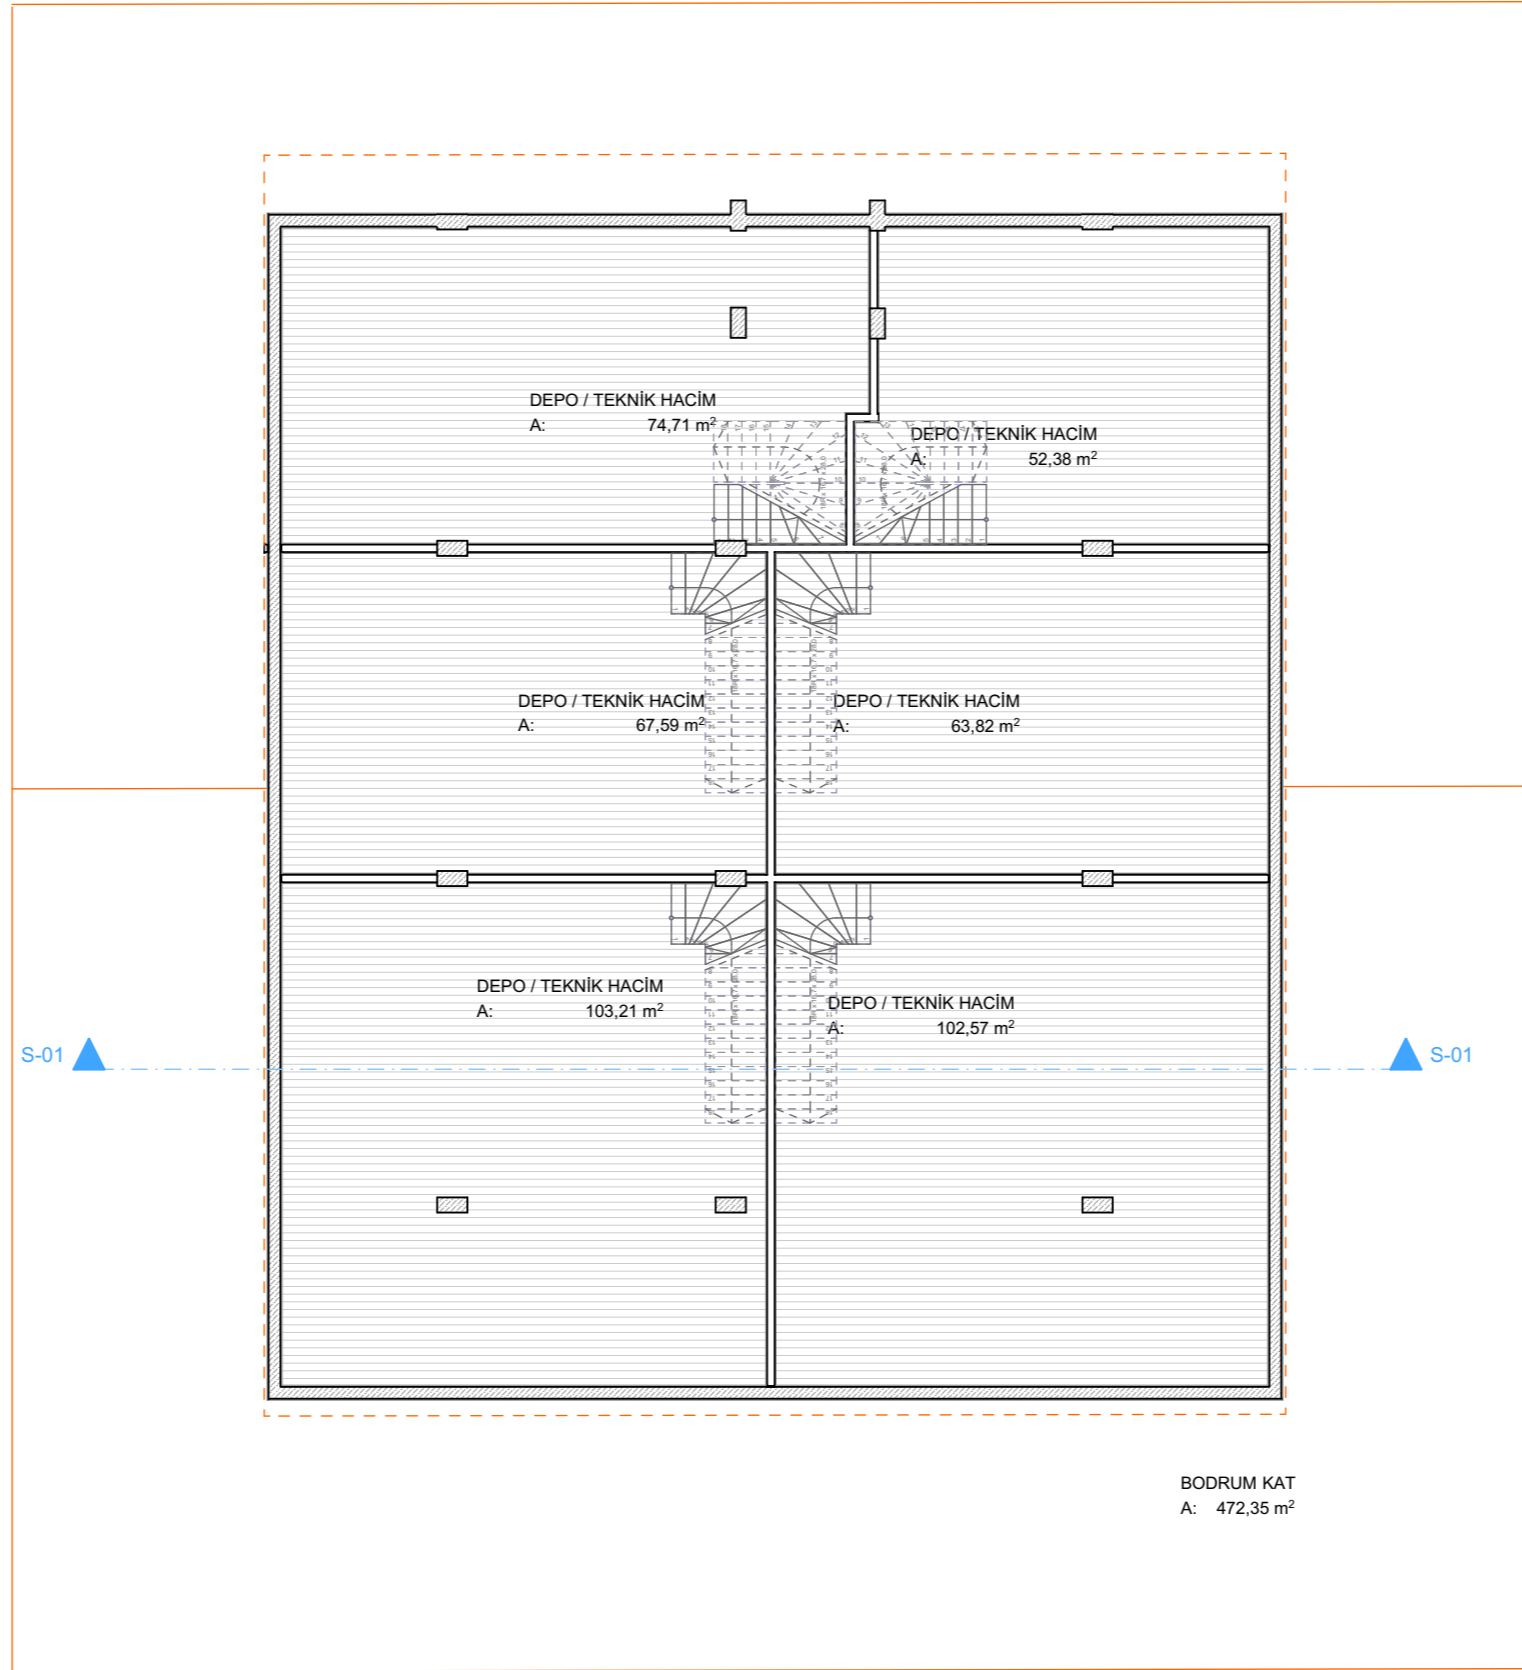 DEPO / TEKNİK HACİM
A: 74,71 m²
DEPO / TEKNİK HACİM
A: 52,38 m²
DEPO / TEKNİK HACİM
A: 67,59 m²
DEPO / TEKNİK HACİM
A: 63,82 m²
DEPO / TEKNİK HACİM
A: 103,21 m²
DEPO / TEKNİK HACİM
A: 102,57 m²
S-01
S-01
BODRUM KAT
A: 472,35 m²